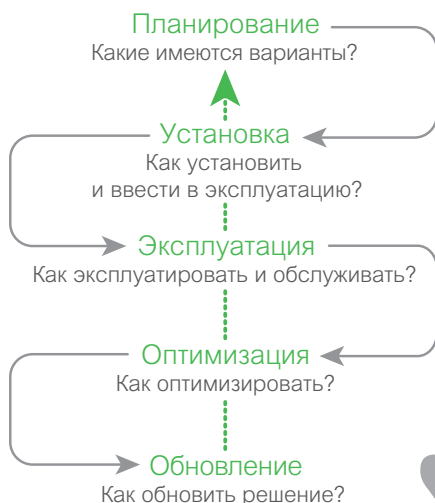 Планирование
Какие имеются варианты?
Установка
Как установить
и ввести в эксплуатацию?
Эксплуатация
Как эксплуатировать и обслуживать?
Оптимизация
Как оптимизировать?
Обновление
Как обновить решение?